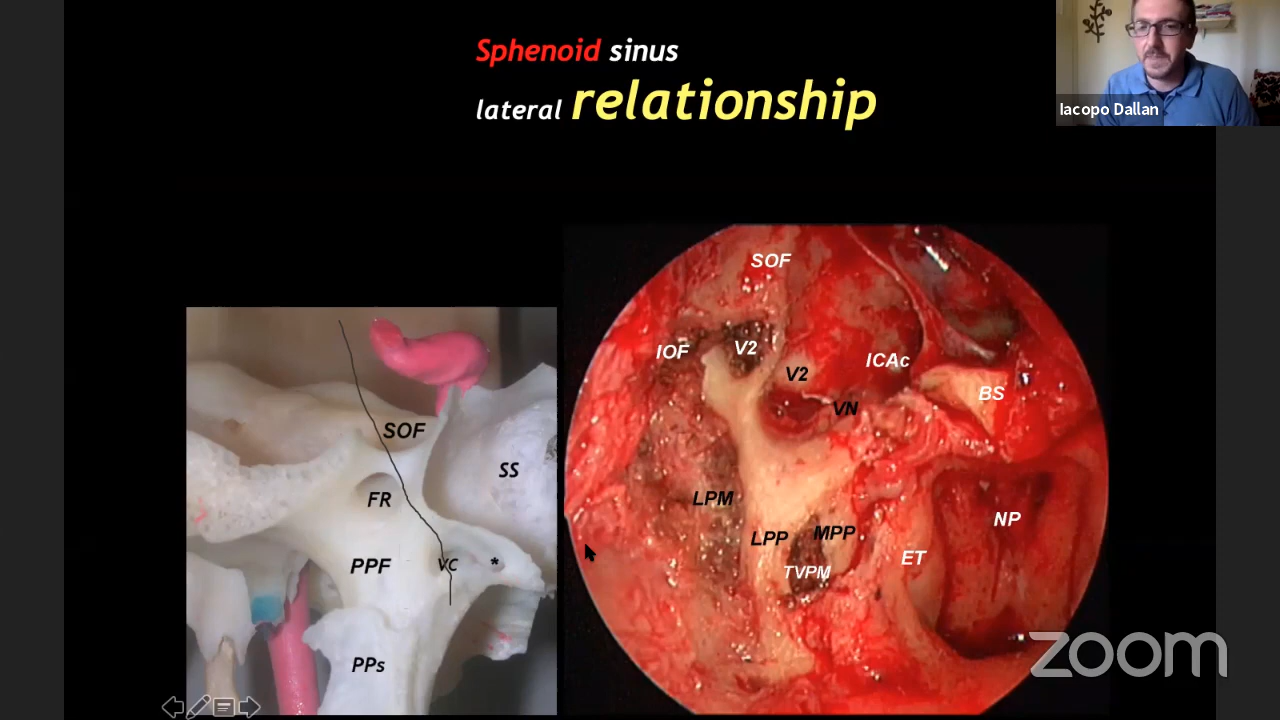 Sphenoid sinus
lateral relationship
Iacopo Dallan
SOF
FR
SS
PPF
VC
*
PPs
SOF
IOF
V2
V2
ICAc
VN
BS
LPM
LPP
MPP
TVPM
ET
NP
zoom